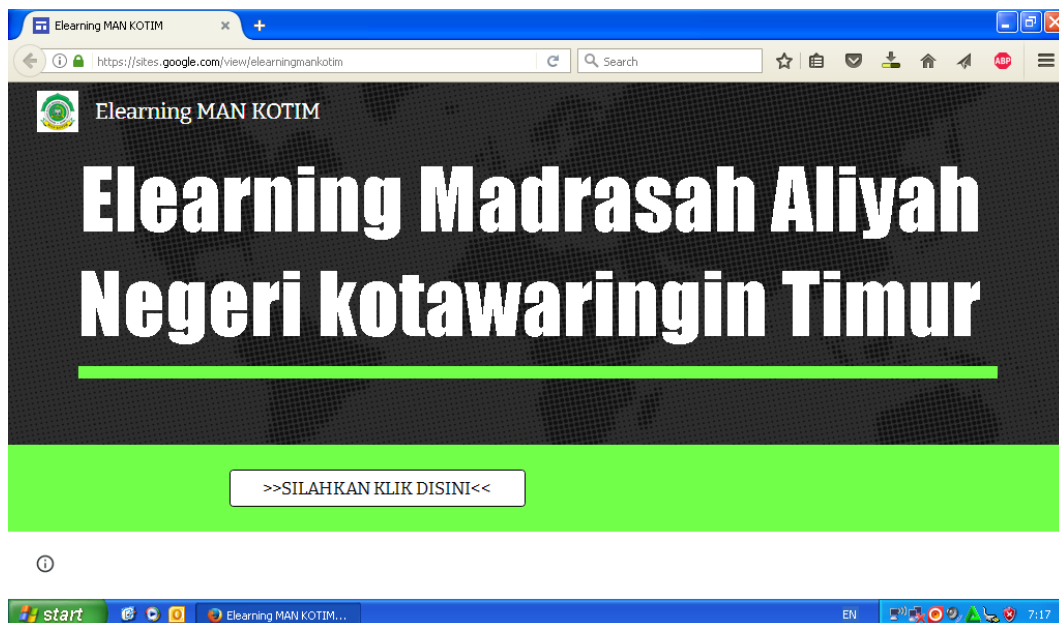 Elearning MAN KOTIM
https://sites.google.com/view/elearningmankotim
Search
ABP
Elearning MAN KOTIM
Elearning Madrasah Aliyah
Negeri kotawaringin Timur
>>SILAHKAN KLIK DISINI<<
start
Elearning MAN KOTIM...
EN
7:17